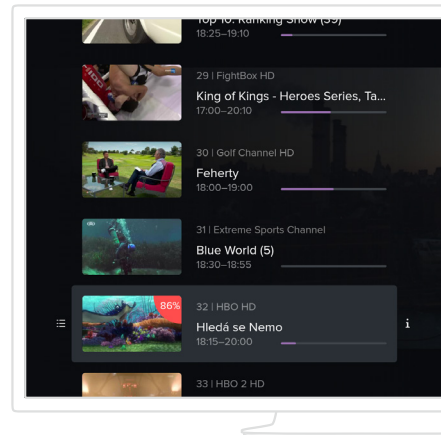 Top 10: Ranking Show (39)
18:25–19:10
29 | FightBox HD
King of Kings - Heroes Series, Ta...
17:00–20:10
30 | Golf Channel HD
Feherty
18:00–19:00
31 | Extreme Sports Channel
Blue World (5)
18:30–18:55
86%
32 | HBO HD
Hledá se Nemo
18:15–20:00
33 | HBO 2 HD